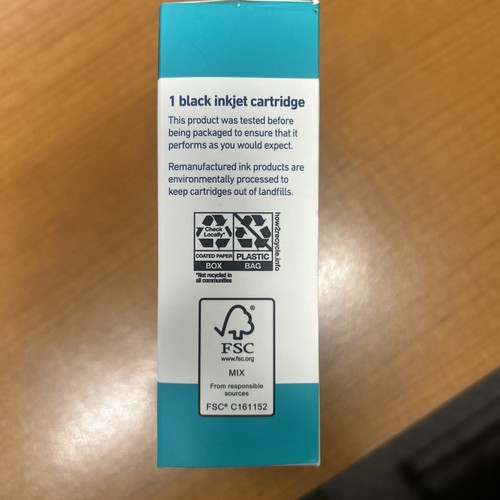 1 black inkjet cartridge
This product was tested before
being packaged to ensure that it
performs as you would expect.
Remanufactured ink products are
environmentally processed to
keep cartridges out of landfills.
Check
Locally*
COATED PAPER
BOX
PLASTIC
BAG
how2recycle.info
*Not recycled in
all communities
®
FSC
www.fsc.org
MIX
From responsible
sources
FSC® C161152